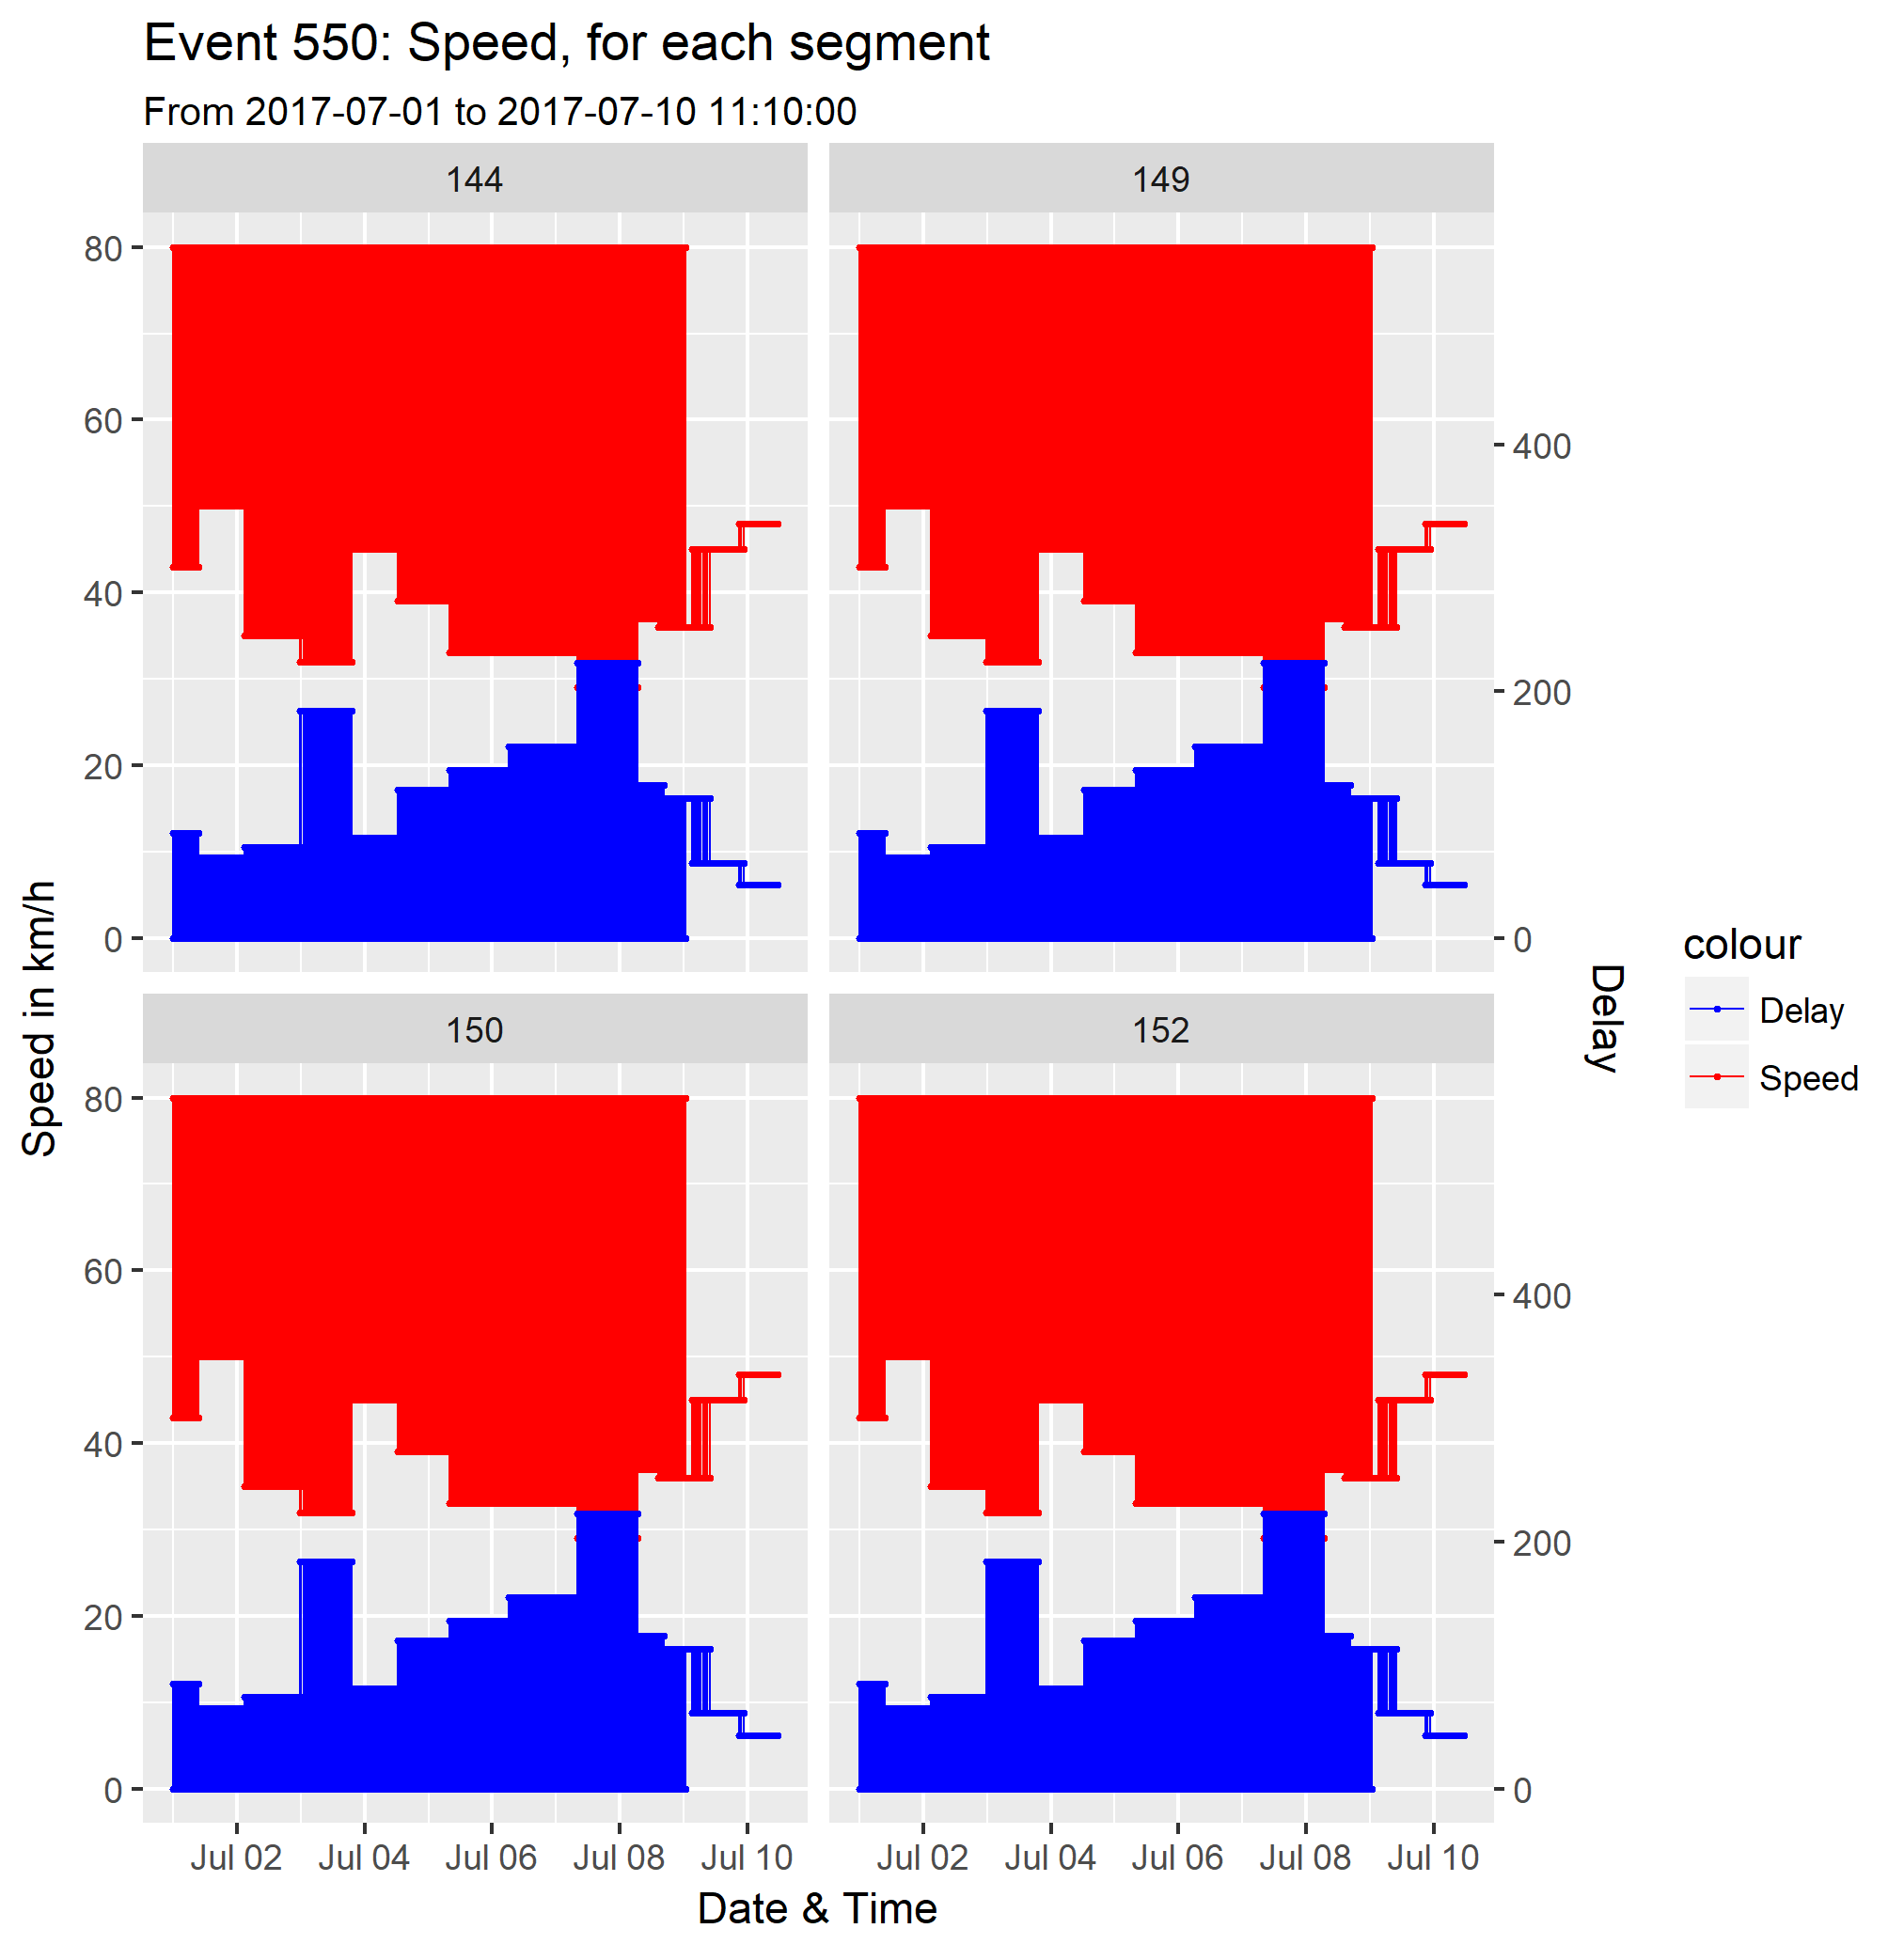 Event 550: Speed, for each segment
From 2017-07-01 to 2017-07-10 11:10:00
144
149
80
60
40
20
0
400
200
0
150
152
80
60
40
20
0
400
200
0
Jul 02
Jul 04
Jul 06
Jul 08
Jul 10
Jul 02
Jul 04
Jul 06
Jul 08
Jul 10
Date & Time
Speed in km/h
Delay
colour
Delay
Speed